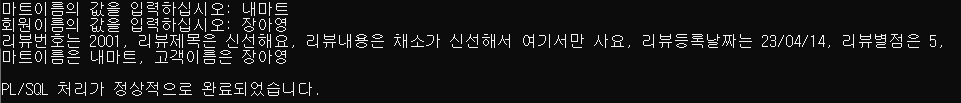 마트이름의 값을 입력하십시오: 내마트
회원이름의 값을 입력하십시오: 장아영
리뷰번호는 2001, 리뷰제목은 신선해요, 리뷰내용은 채소가 신선해서 여기서만 사요, 리뷰등록날짜는 23/04/14, 리뷰별점은 5,
마트이름은 내마트, 고객이름은 장아영
PL/SQL 처리가 정상적으로 완료되었습니다.